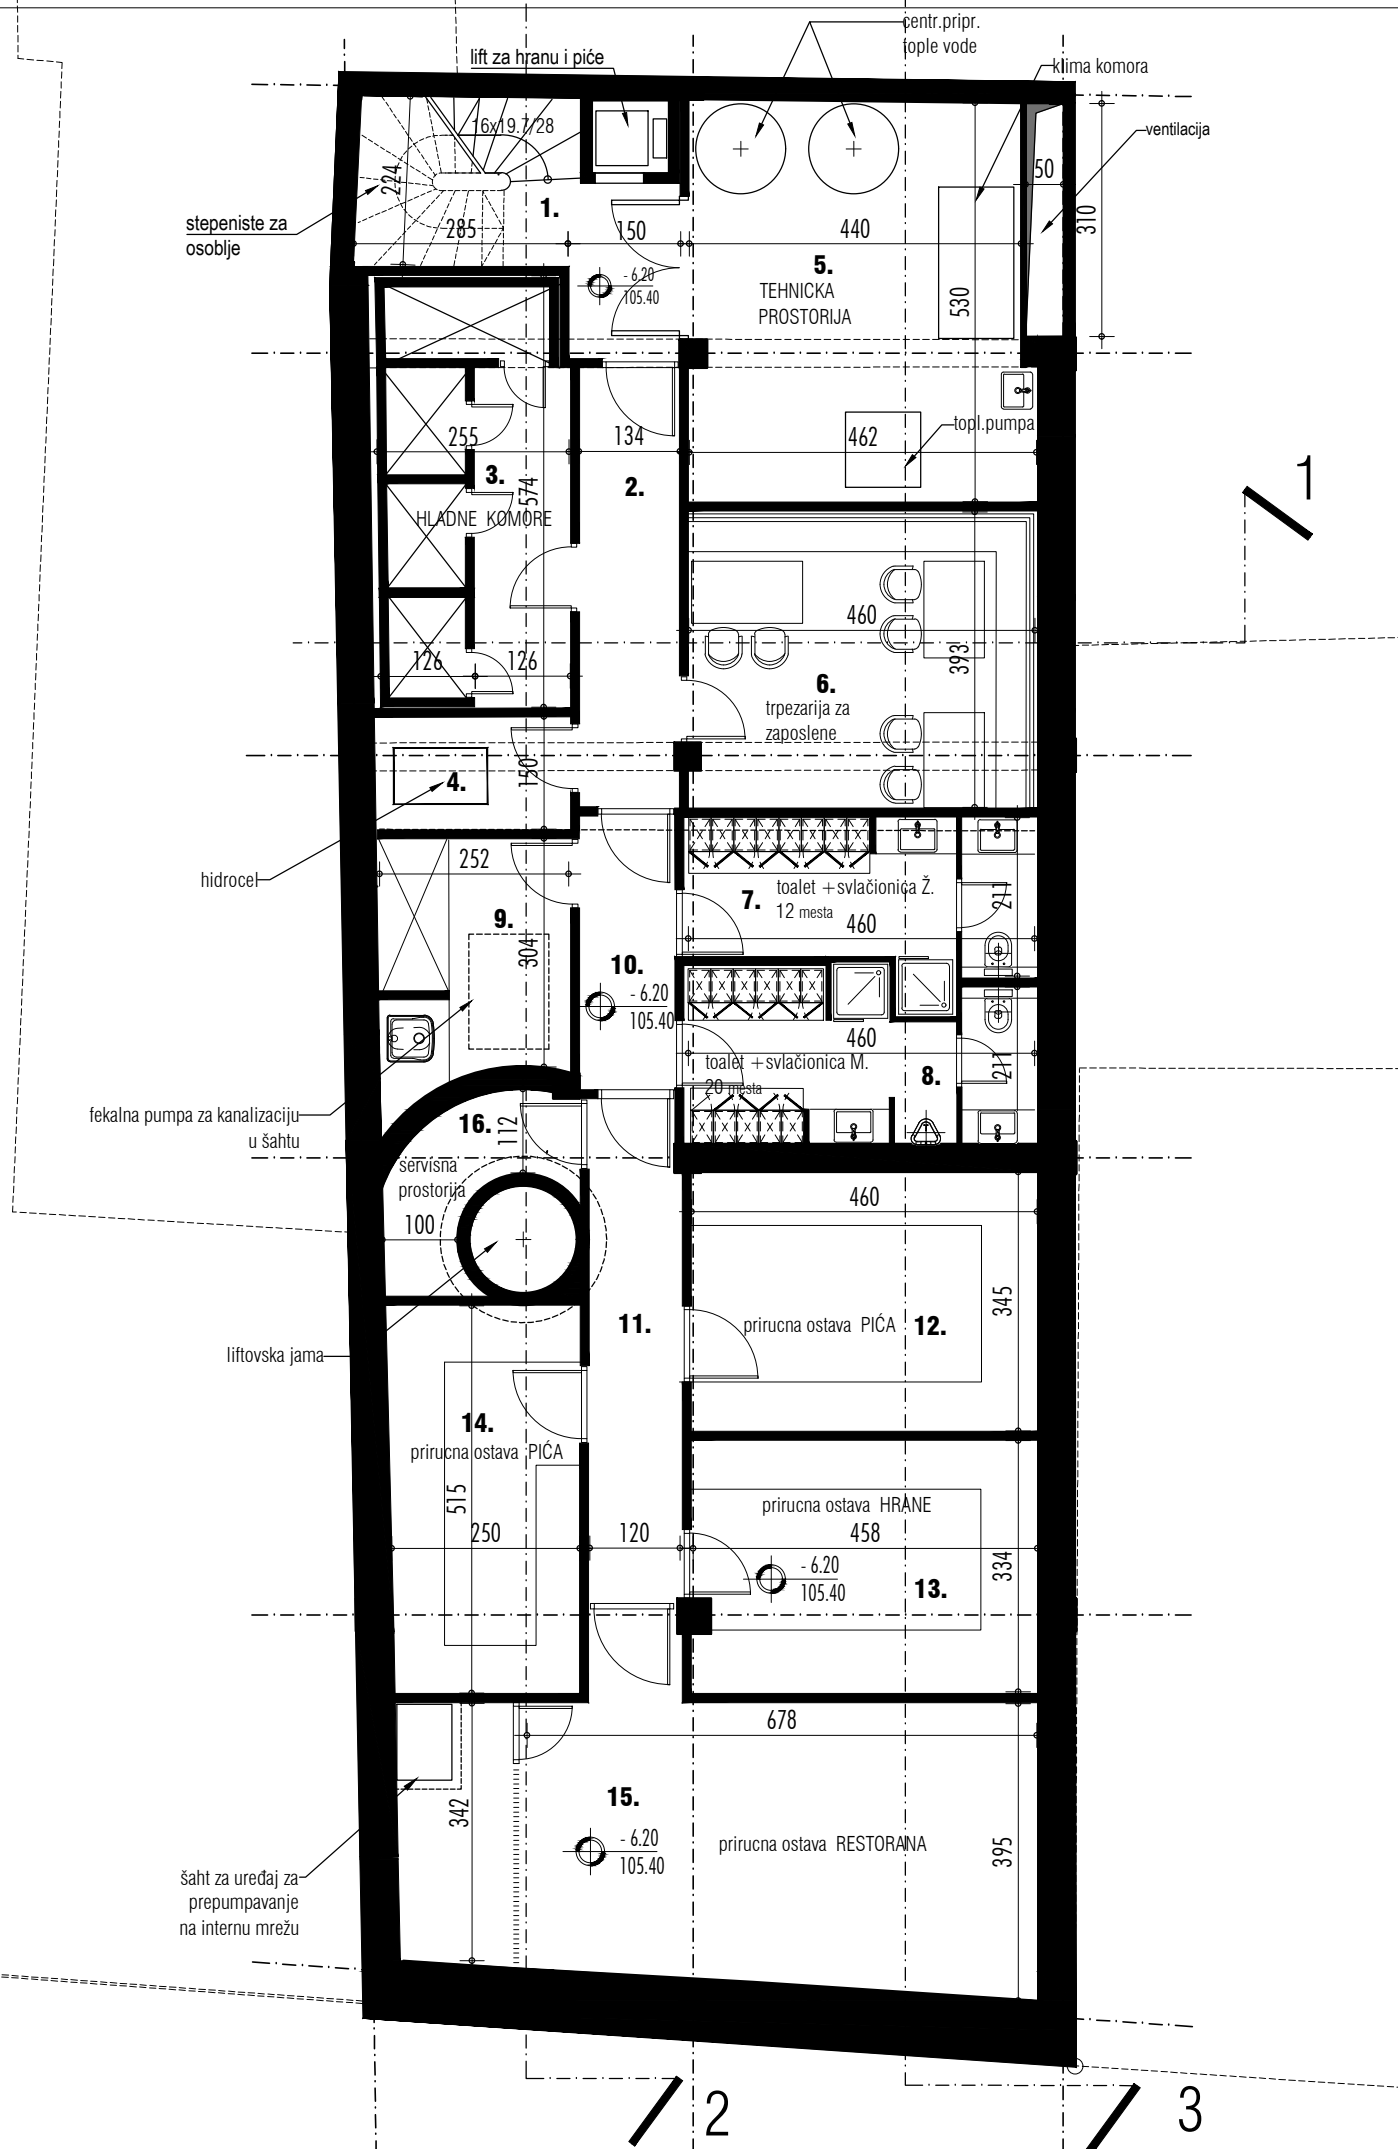 centr.pripr.
tople vode
lift za hranu i piće
klima komora
16x19.7/28
ventilacija
50
224
310
1.
stepeniste za
osoblje
285
150
440
5.
- 6.20
105.40
TEHNICKA
PROSTORIJA
530
topl.pumpa
255
134
462
3.
2.
574
1
HLADNE KOMORE
460
393
126
126
6.
trpezarija za
zaposlene
4.
150
252
hidrocel
7.
toalet +svlačionica Ž.
12 mesta
211
9.
460
304
10.
- 6.20
105.40
460
toalet +svlačionica M.
20 mesta
8.
211
fekalna pumpa za kanalizaciju
u šahtu
16.
112
servisna
prostorija
460
100
345
11.
prirucna ostava PIĆA
12.
liftovska jama
14.
prirucna ostava PIĆA
515
prirucna ostava HRANE
250
120
458
- 6.20
105.40
334
13.
678
15.
342
- 6.20
105.40
prirucna ostava RESTORANA
395
šaht za uređaj za
prepumpavanje
na internu mrežu
2
3